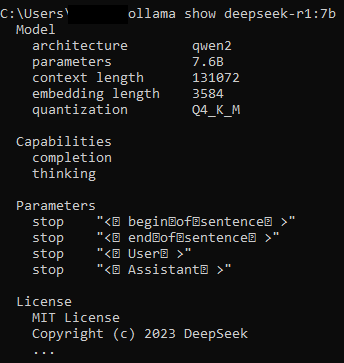 C:\Users\ ollama show deepseek-r1:7b
Model
architecture qwen2
parameters 7.6B
context length 131072
embedding length 3584
quantization Q4_K_M
Capabilities
completion
thinking
Parameters
stop "<� begin�of�sentence� >"
stop "<� end�of�sentence� >"
stop "<� User� >"
stop "<� Assistant� >"
License
MIT License
Copyright (c) 2023 DeepSeek
...